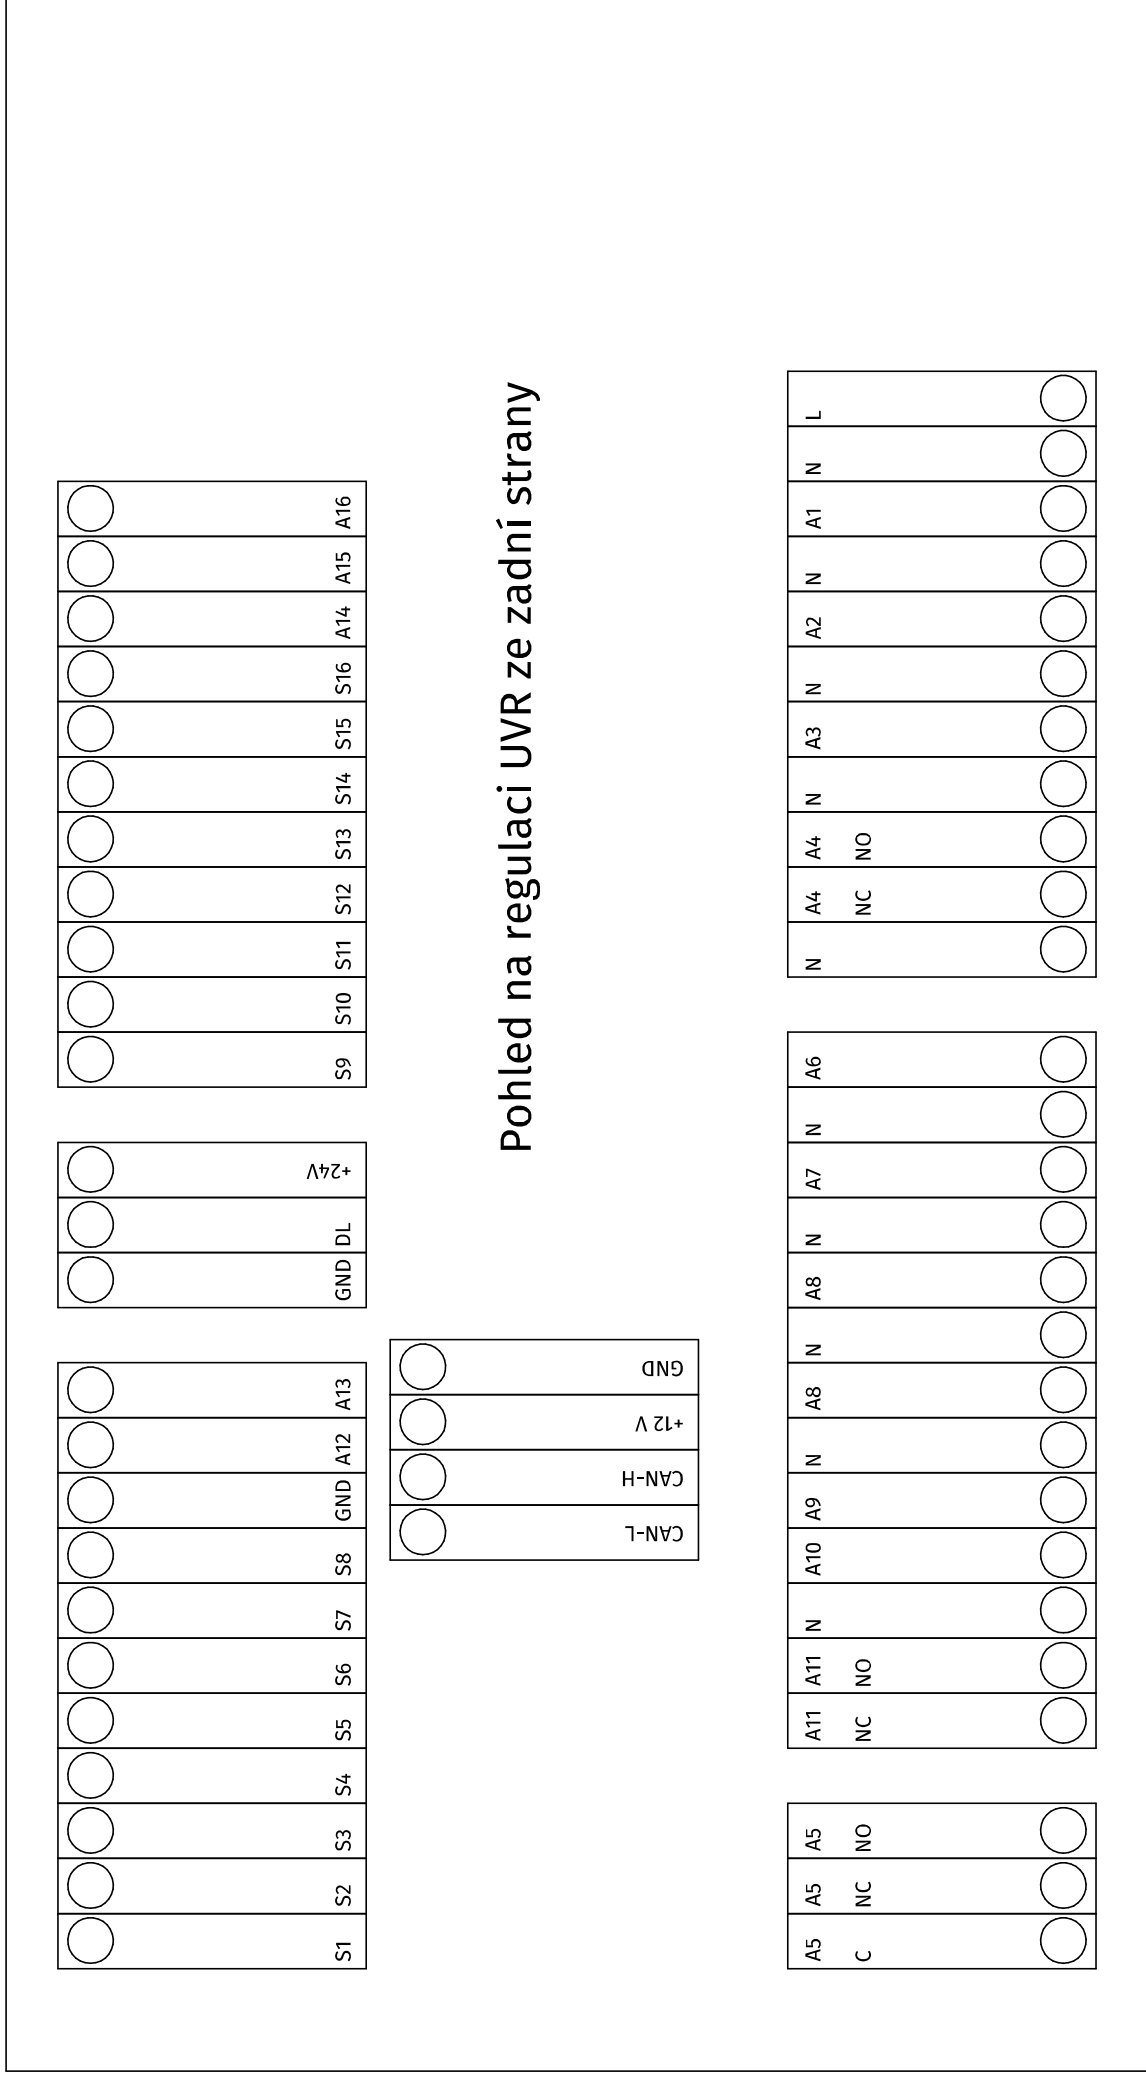 A16
A15
A14
S16
S15
S14
S13
S12
S11
S10
S9
+24V
DL
GND
A13
A12
GND
S8
S7
S6
S5
S4
S3
S2
S1
GND
+12 V
CAN-H
CAN-L
Pohled na regulaci UVR ze zadní strany
L
N
A1
N
A2
N
A3
N
A4 NO
A4 NC
N
A6
N
A7
N
A8
N
A8
N
A9
A10
N
A11 NO
A11 NC
A5 NO
A5 NC
A5 C